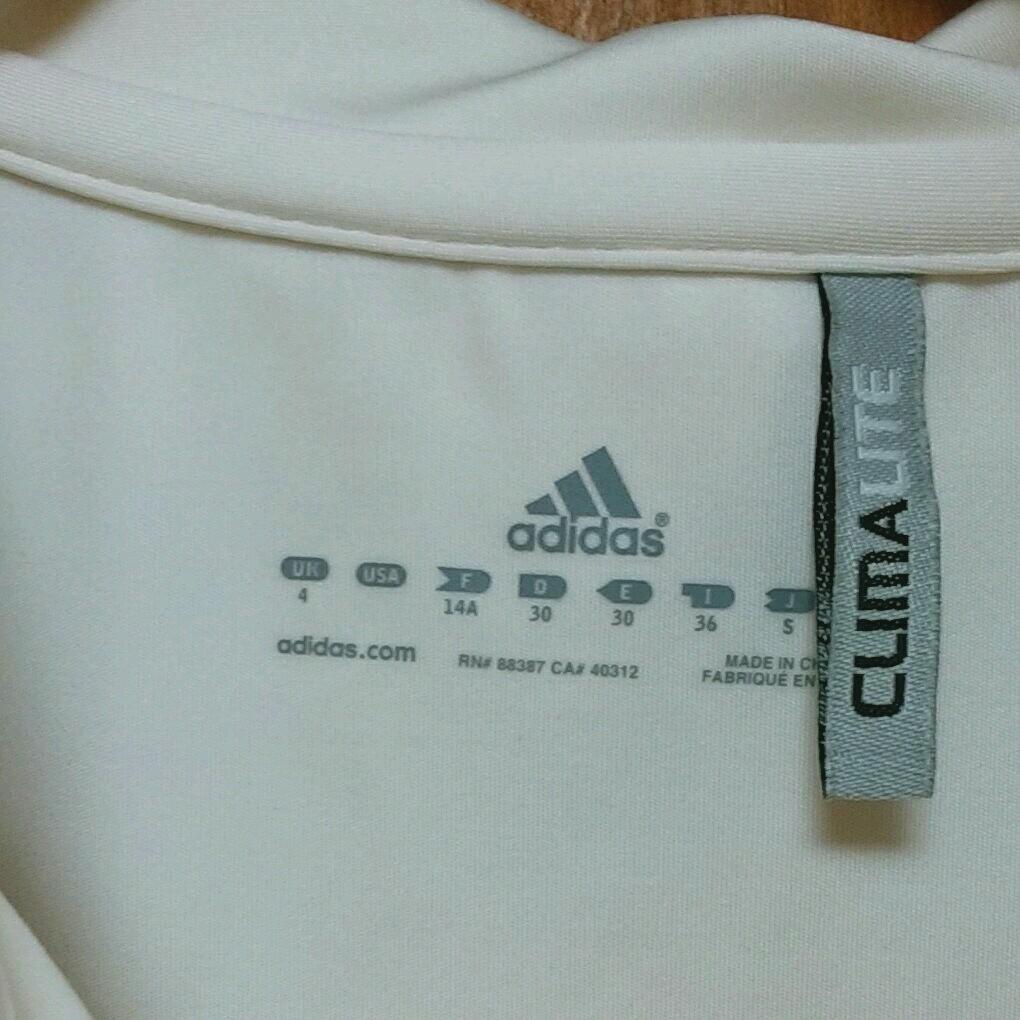 adidas®
UK USA F D E I J
4 14A 30 30 36 S
adidas.com
RN# 88387 CA# 40312
MADE IN
FABRIQUÉ EN
CLIMALITE